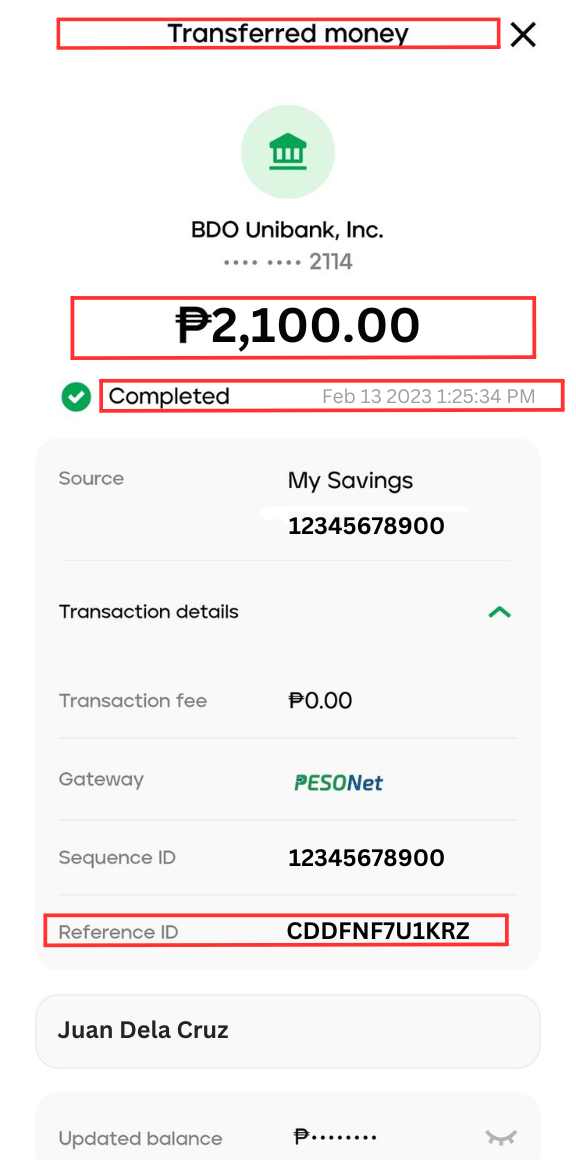 Transferred money
BDO Unibank, Inc.
•••• •••• 2114
₱2,100.00
Completed Feb 13 2023 1:25:34 PM
Source My Savings
12345678900
Transaction details
Transaction fee ₱0.00
Gateway PESONet
Sequence ID 12345678900
Reference ID CDDFNF7U1KRZ
Juan Dela Cruz
Updated balance ₱••••••••